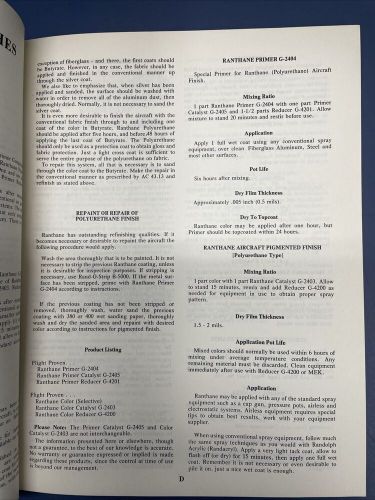 HES
exception of fiberglass - and three, the first coats should
be Butyrate. However, in any case, the fabric should be
applied and finished in the conventional manner up
through the silver coat.
We also like to emphasize that, when silver has been
applied and sanded, the surface should be washed with
water in order to remove all of the aluminum dust, then
thoroughly dried. Normally, it is not necessary to sand the
silver coat.
It is even more desirable to finish the aircraft with the
conventional fabric finish through to and including one
coat of the color in Butyrate. Ranthane Polyurethane
should be applied after five hours, and before 48 hours of
applying the last coat of Butyrate. The Polyurethane
should only be used as a protection coat to obtain gloss and
fabric protection. Just a light cross coat is sufficient to
serve the entire purpose of the polyurethane on fabric.
To repair this system, all that is necessary is to sand
through the color coat to the Butyrate. Make the repair in
the conventional manner as prescribed by AC 43.13 and
refinish as stated above.
REPAINT OR REPAIR OF
POLYURETHANE FINISH
Ranthane has outstanding refinishing qualities. If it
becomes necessary or desirable to repaint the aircraft the
following procedure would apply.
Wash the area thoroughly that is to be painted. It is not
necessary to strip the previous Ranthane coating, unless
it is desirable for inspection purposes. If stripping is
necessary, use Rand-O-Strip B-5000. If the metal sur-
face has been stripped, prime with Ranthane Primer
G-2404 according to instructions.
If the previous coating has not been stripped or
removed, thoroughly wash, water sand the previous
coating with 360 or 400 wet sanding paper, thoroughly
wash and dry the sanded area and repaint with desired
color according to instructions for pigmented finish.
Product Listing
Flight Proven
Ranthane Primer G-2404
Ranthane Primer Catalyst G-2405
Ranthane Primer Reducer G-4201
Flight Proven . .
Ranthane Color (Selective)
Ranthane Color Catalyst G-2403
Ranthane Color Reducer G-4200
Please Note: The Primer Catalyst G-2405 and Color
Catalyst G-2403 are not interchangeable.
The information presented here or elsewhere, though
not a guarantee, is to the best of our knowledge accurate.
No warranty or guarantee expressed or implied is made
regarding these products, since the control at time of use
is beyond our management.
RANTHANE PRIMER G-2404
Special Primer for Ranthane (Polyurethane) Aircraft
Finish.
Mixing Ratio
1 part Ranthane Primer G-2404 with one part Primer
Catalyst G-2405 and 1-1/2 parts Reducer G-4201. Allow
mixture to stand 20 minutes and restir before use.
Application
Apply 1 full wet coat using any conventional spray
equipment, over clean Fiberglass Aluminum, Steel and
most other surfaces.
Pot Life
Six hours after mixing.
Dry Film Thickness
Approximately .005 inch (0.5 mils).
Dry To Topcoat
Ranthane color may be applied after one hour, but
Primer should be topcoated within 24 hours.
RANTHANE AIRCRAFT PIGMENTED FINISH
[Polyurethane Type]
Mixing Ratio
1 part color with 1 part Ranthane Catalyst G-2403. Allow
to stand 15 minutes, remix and add Reducer G-4200 as
needed for equipment in use to obtain proper spray
pattern.
Dry Film Thickness
1.5 - 2 mils.
Application Pot Life
Mixed colors should normally be used within 6 hours of
mixing under average temperature conditions. Any
remaining material must be discarded. Clean equipment
immediately after use with Reducer G-4200 or MEK.
Application
Ranthane may be applied with any of the standard spray
equipment such as a cup gun, pressure pots, airless and
electrostatic systems. Airless equipment requires special
tips to obtain best results, work with your equipment
supplier.
When using conventional spray equipment, follow much
the same spray techniques as you would with Randolph
Acrylic (Randacryl). Apply a very light tack coat, allow to
flash off (or dry) for 15 minutes, then apply one full wet
coat. Remember it is not necessary or even desirable to
pile it on, just a nice wet coat is enough.
D